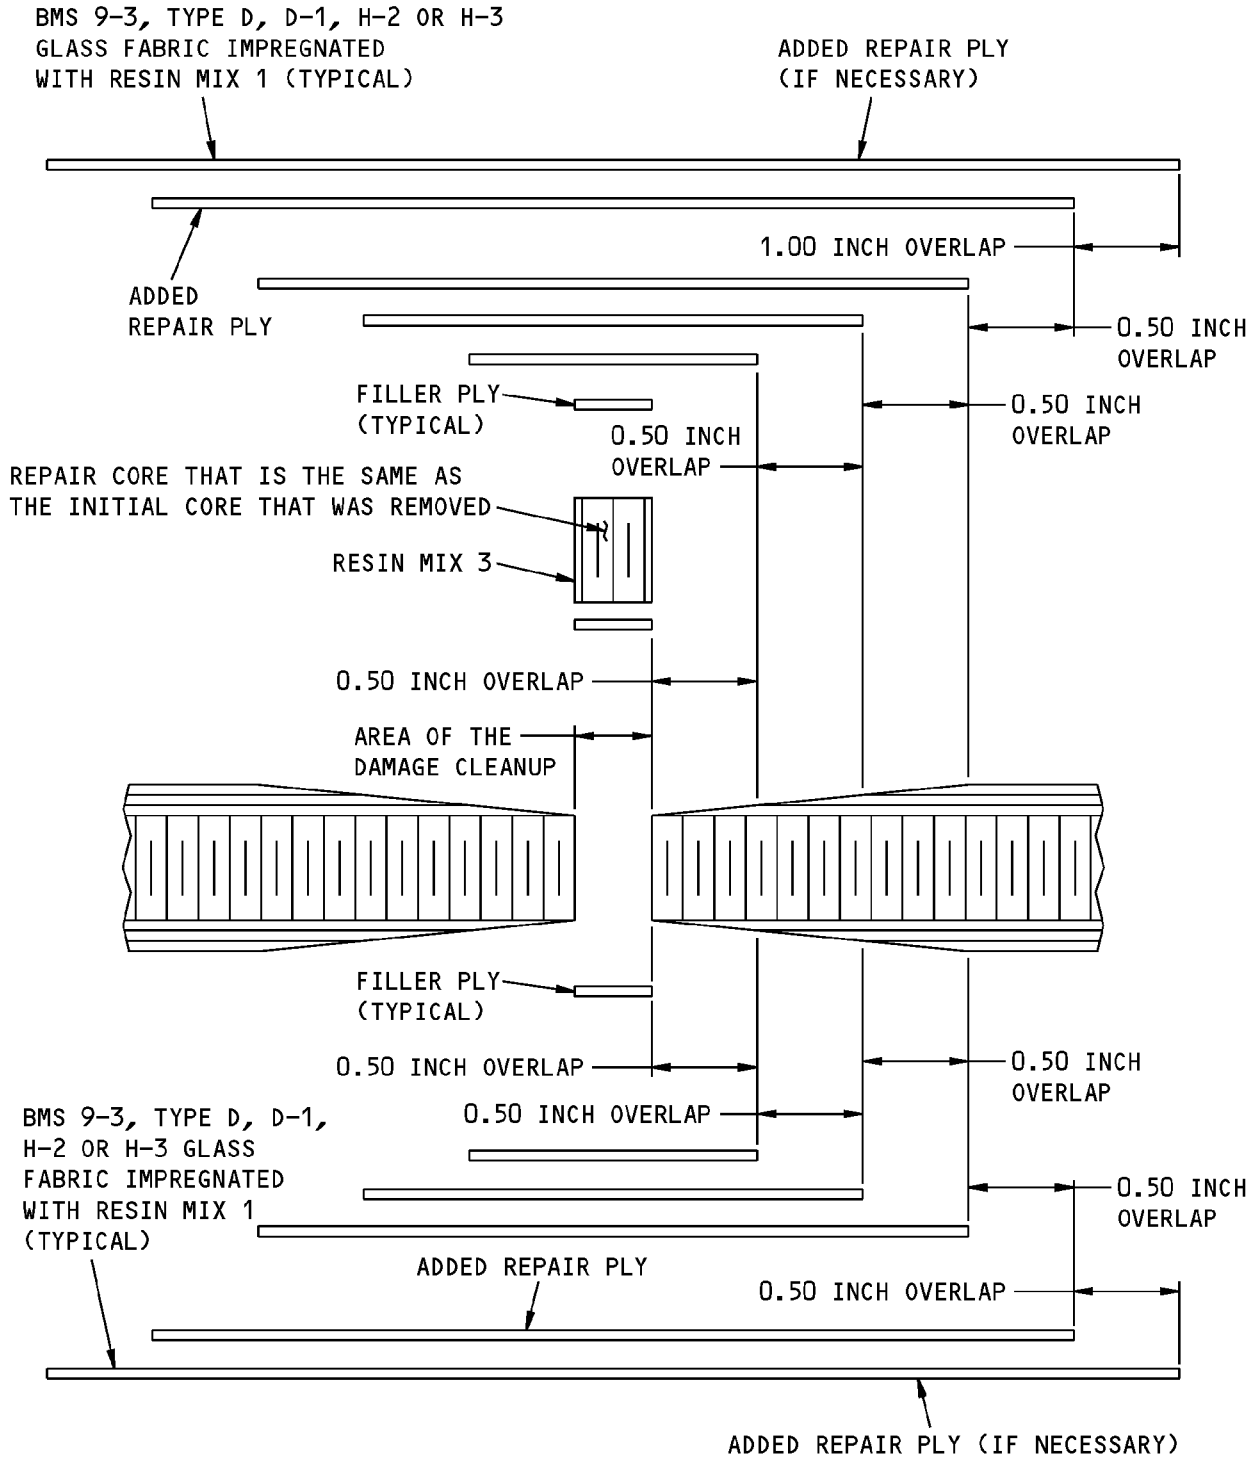 BMS 9-3, TYPE D, D-1, H-2 OR H-3
GLASS FABRIC IMPREGNATED
WITH RESIN MIX 1 (TYPICAL)
ADDED REPAIR PLY
(IF NECESSARY)
1.00 INCH OVERLAP
ADDED
REPAIR PLY
0.50 INCH
OVERLAP
FILLER PLY
(TYPICAL)
0.50 INCH
OVERLAP
0.50 INCH
OVERLAP
REPAIR CORE THAT IS THE SAME AS
THE INITIAL CORE THAT WAS REMOVED
RESIN MIX 3
0.50 INCH OVERLAP
AREA OF THE
DAMAGE CLEANUP
FILLER PLY
(TYPICAL)
0.50 INCH OVERLAP
0.50 INCH
OVERLAP
0.50 INCH OVERLAP
BMS 9-3, TYPE D, D-1,
H-2 OR H-3 GLASS
FABRIC IMPREGNATED
WITH RESIN MIX 1
(TYPICAL)
0.50 INCH
OVERLAP
ADDED REPAIR PLY
0.50 INCH OVERLAP
ADDED REPAIR PLY (IF NECESSARY)